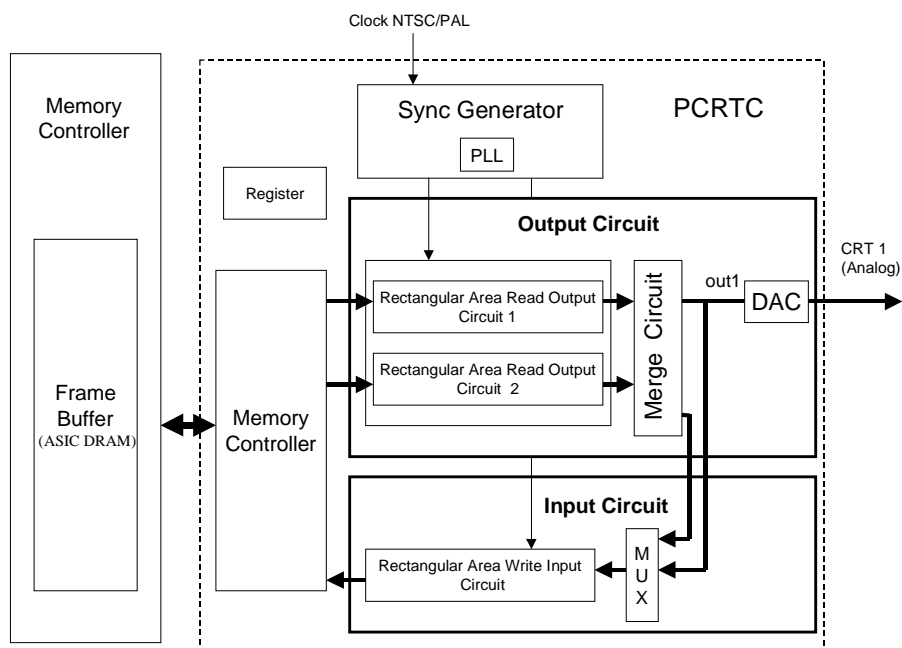 Clock NTSC/PAL
Memory
Controller
Sync Generator
PLL
PCRTC
Register
Output Circuit
CRT 1
(Analog)
Rectangular Area Read Output
Circuit 1
Merge Circuit
out1
DAC
Rectangular Area Read Output
Circuit 2
Frame
Buffer
(ASIC DRAM)
Memory
Controller
Input Circuit
Rectangular Area Write Input
Circuit
M
U
X